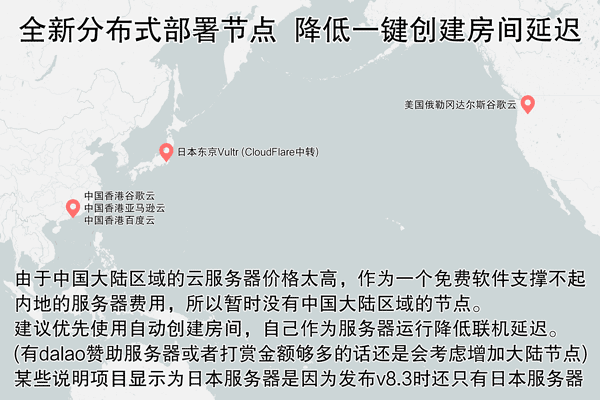 全新分布式部署节点 降低一键创建房间延迟
美国俄勒冈达尔斯谷歌云
日本东京Vultr (CloudFlare中转)
中国香港谷歌云
中国香港亚马逊云
中国香港百度云
由于中国大陆区域的云服务器价格太高，作为一个免费软件支撑不起
内地的服务器费用，所以暂时没有中国大陆区域的节点。
建议优先使用自动创建房间，自己作为服务器运行降低联机延迟。
(有dalao赞助服务器或者打赏金额够多的话还是会考虑增加大陆节点)
某些说明项目显示为日本服务器是因为发布v8.3时还只有日本服务器